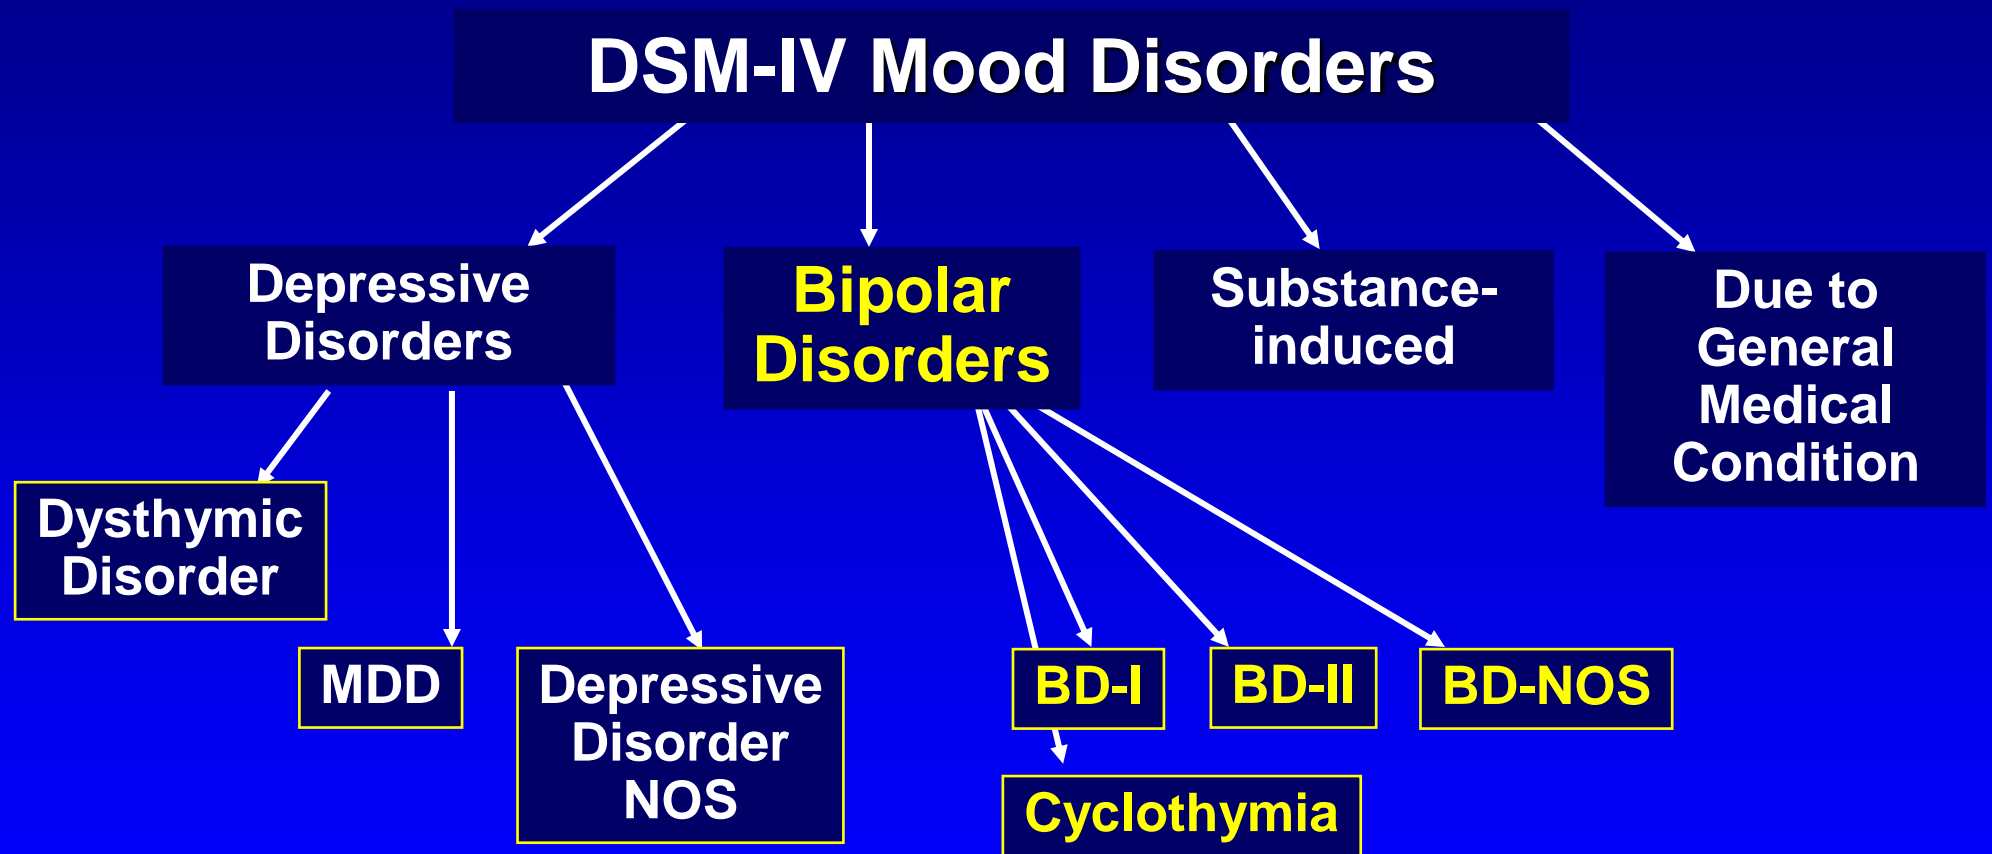 DSM-IV Mood Disorders
Depressive
Disorders
Bipolar
Disorders
Substance-
induced
Due to
General
Medical
Condition
Dysthymic
Disorder
MDD
Depressive
Disorder
NOS
BD-I
BD-II
BD-NOS
Cyclothymia